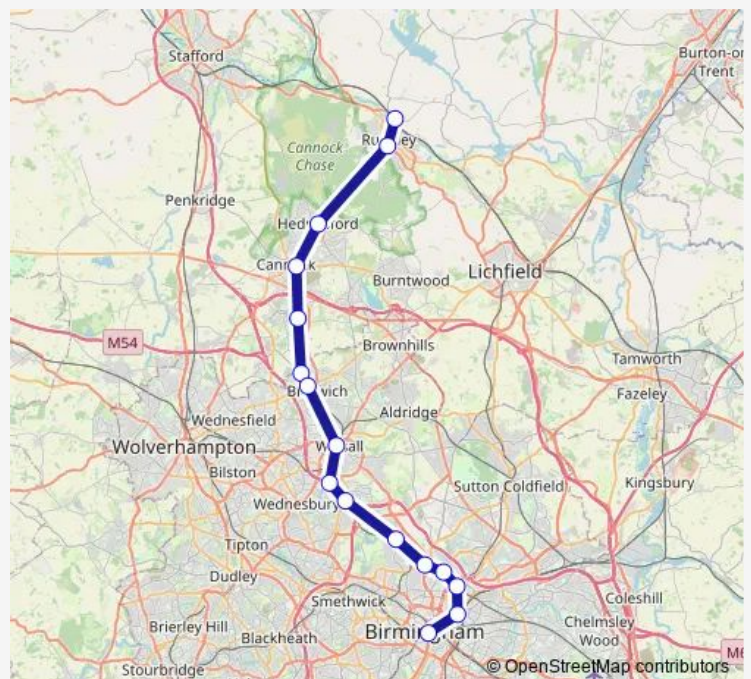 Stafford
Burton-on-
Trent
Cannock
Chase
Penkridge
Lichfield
Burntwood
M54
Brownhills
Tamworth
Fazeley
Wednesfield
Aldridge
Wolverhampton
Bilston
Kingsbury
Sutton Coldfield
Wednesbury
Tipton
Dudley
Smethwick
Coleshill
Chelmsley
Wood
Brierley Hill
Birmingham
Blackheath
Stourbridge
© OpenStreetMap contributors